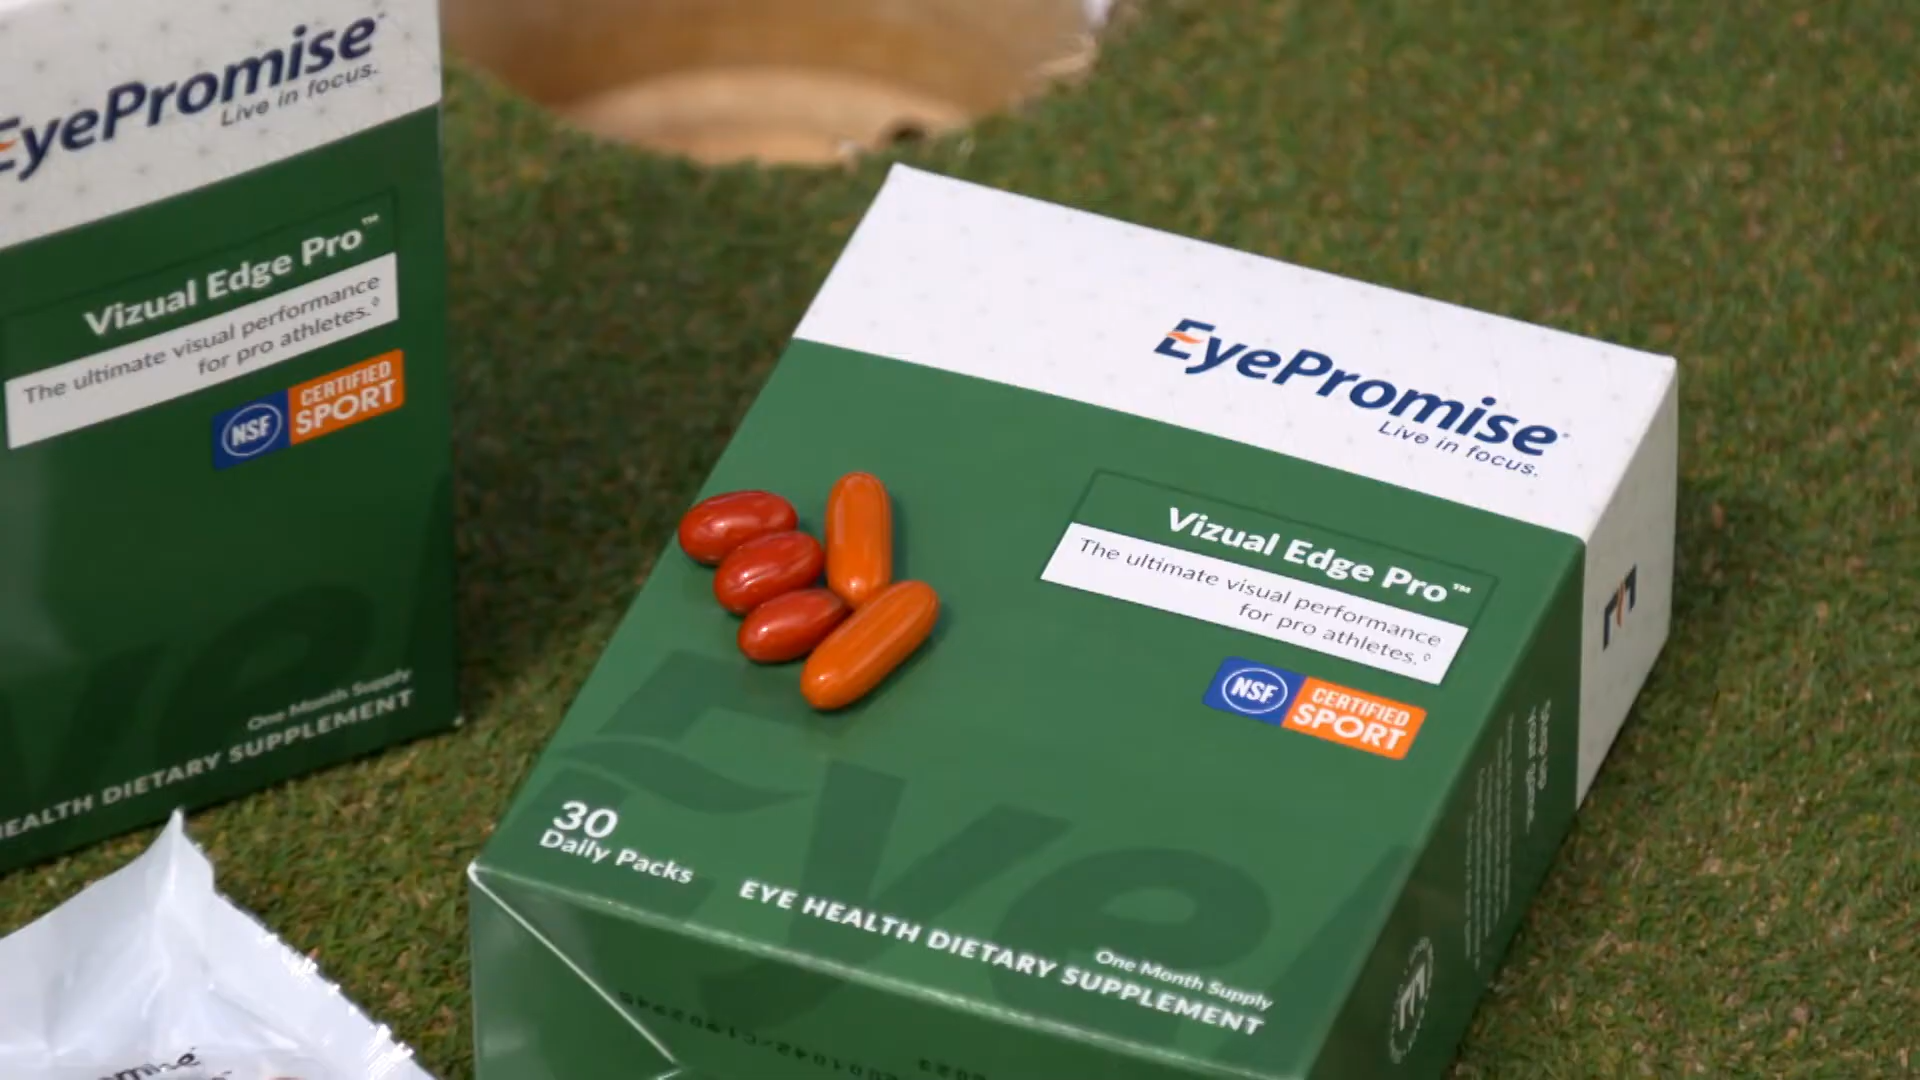 EyePromise
Live in focus.
Vizual Edge Pro™
The ultimate visual performance
for pro athletes.◊
NSF
CERTIFIED
SPORT
One Month Supply
HEALTH DIETARY SUPPLEMENT
EyePromise
Live in focus.
Vizual Edge Pro™
The ultimate visual performance
for pro athletes.◊
NSF
CERTIFIED
SPORT
30
Daily Packs
One Month Supply
EYE HEALTH DIETARY SUPPLEMENT